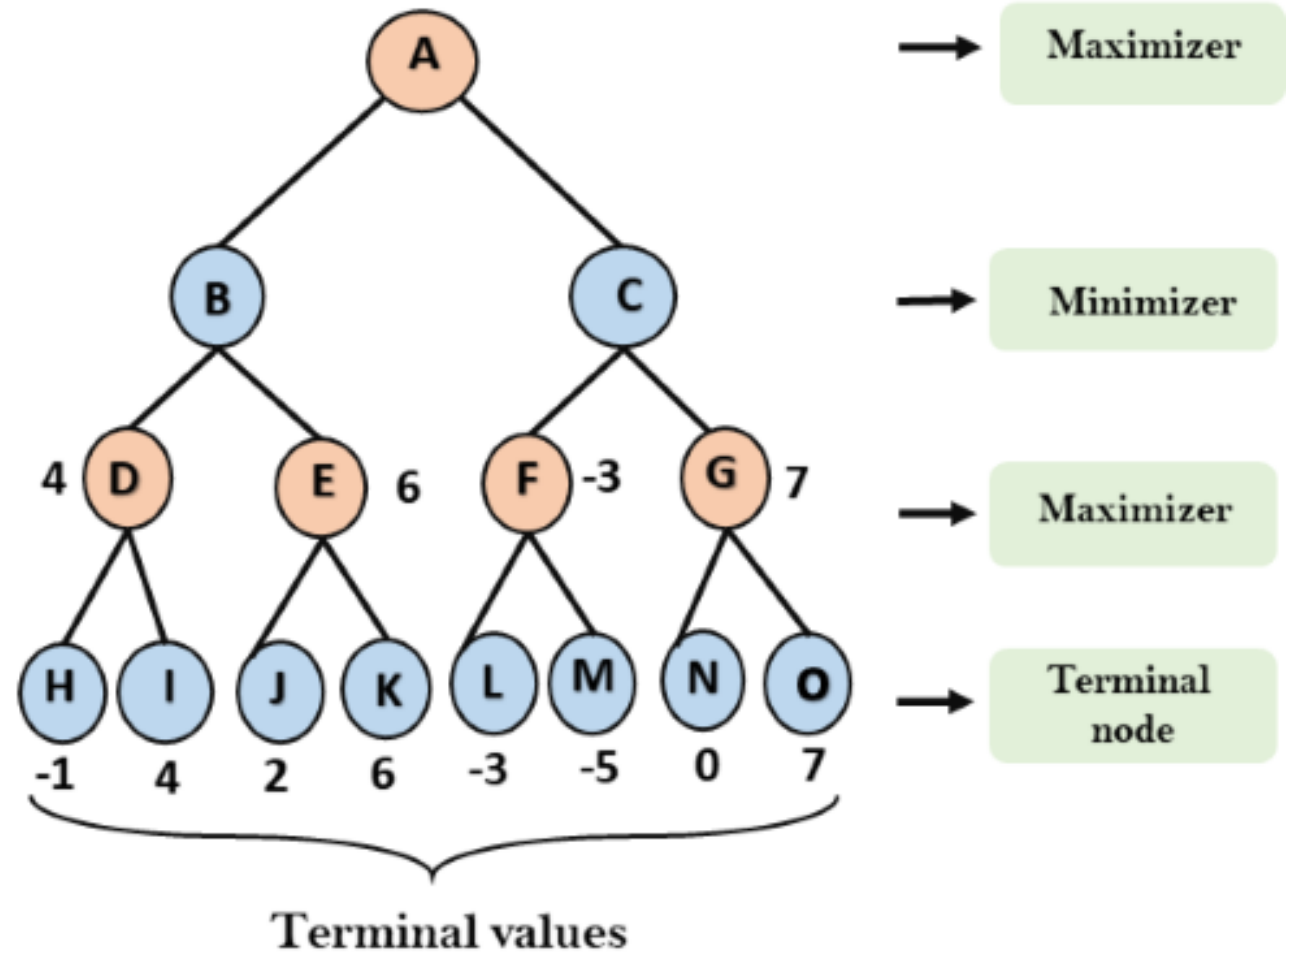 A
Maximizer
B
C
Minimizer
4
D
E
6
F
-3
G
7
Maximizer
H
I
J
K
L
M
N
O
Terminal
node
-1
4
2
6
-3
-5
0
7
Terminal values